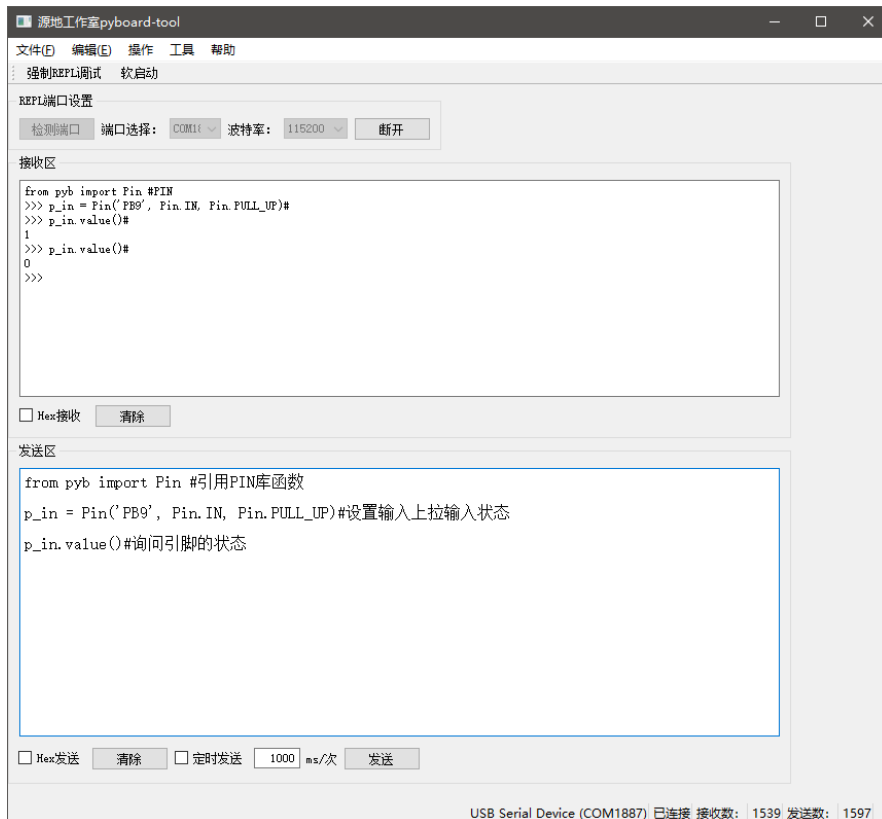 源地工作室pyboard-tool
文件(F) 编辑(E) 操作 工具 帮助
强制REPL调试 软启动
REPL端口设置
检测端口 端口选择: COM18 波特率: 115200 断开
接收区
from pyb import Pin #PIN
>>> p_in = Pin('PB9', Pin.IN, Pin.PULL_UP)#
>>> p_in.value()#
1
>>> p_in.value()#
0
>>>
Hex接收 清除
发送区
from pyb import Pin #引用PIN库函数
p_in = Pin('PB9', Pin.IN, Pin.PULL_UP)#设置输入上拉输入状态
p_in.value()#询问引脚的状态
Hex发送 清除 定时发送 1000 ms/次 发送
USB Serial Device (COM1887) 已连接 接收数: 1539 发送数: 1597